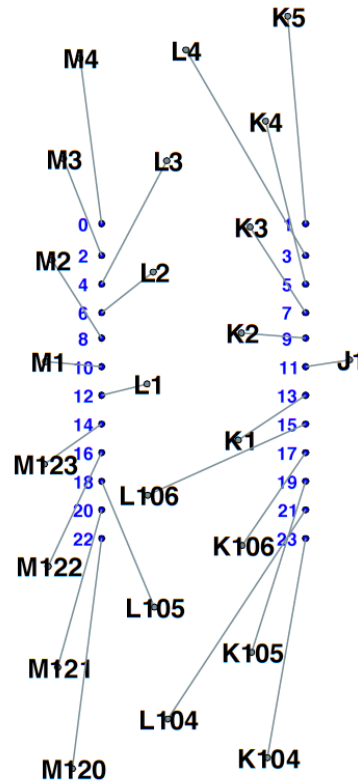 K5
M4 L4
K4
M3 L3
0 1 K3
2 3
M2 L2
4 5
6 7
8 9 K2
M1 10 11 J1
12 L1 13
14 15 K1
M123 16 17
18 19 L106
20 21
22 23 K106
M122
L105
M121 K105
L104
M120 K104